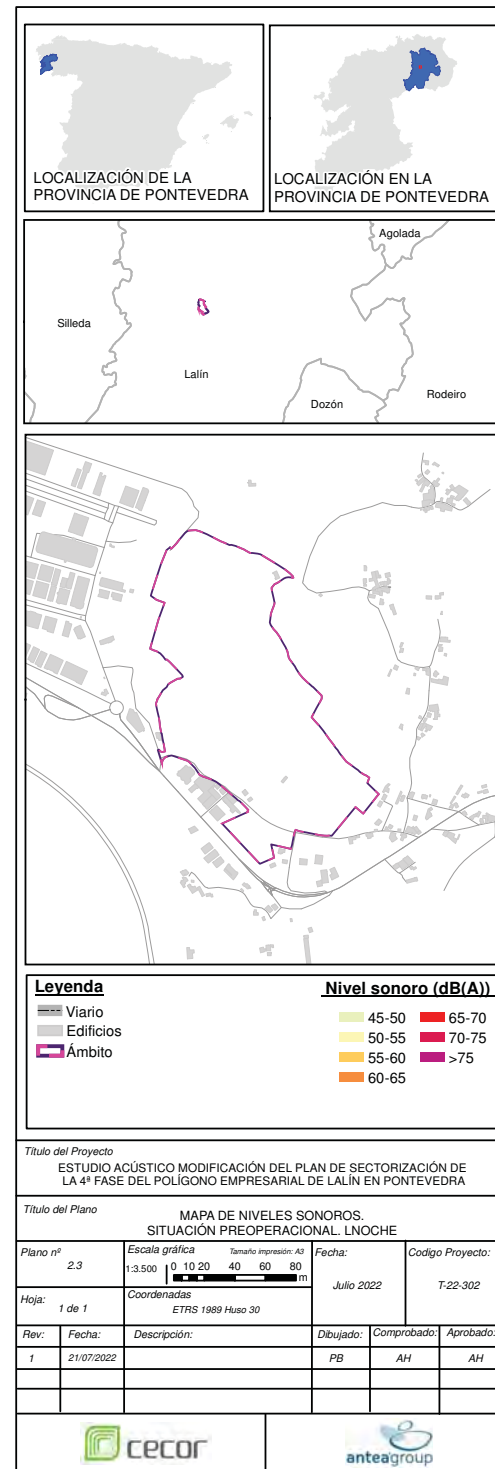 LOCALIZACIÓN DE LA
PROVINCIA DE PONTEVEDRA
LOCALIZACIÓN EN LA
PROVINCIA DE PONTEVEDRA
Agolada
Silleda
Lalín
Dozón
Rodeiro
Leyenda
Viario
Edificios
Ámbito
Nivel sonoro (dB(A))
45-50
50-55
55-60
60-65
65-70
70-75
>75
Título del Proyecto
ESTUDIO ACÚSTICO MODIFICACIÓN DEL PLAN DE SECTORIZACIÓN DE
LA 4ª FASE DEL POLÍGONO EMPRESARIAL DE LALÍN EN PONTEVEDRA
Título del Plano
MAPA DE NIVELES SONOROS.
SITUACIÓN PREOPERACIONAL. LNOCHE
Plano nº
2.3
Escala gráfica
Tamaño impresión: A3
1:3.500
0 10 20 40 60 80
m
Fecha:
Julio 2022
Codigo Proyecto:
T-22-302
Hoja:
1 de 1
Coordenadas
ETRS 1989 Huso 30
Rev: Fecha: Descripción: Dibujado: Comprobado: Aprobado:
1 21/07/2022 PB AH AH
cecor
anteagroup